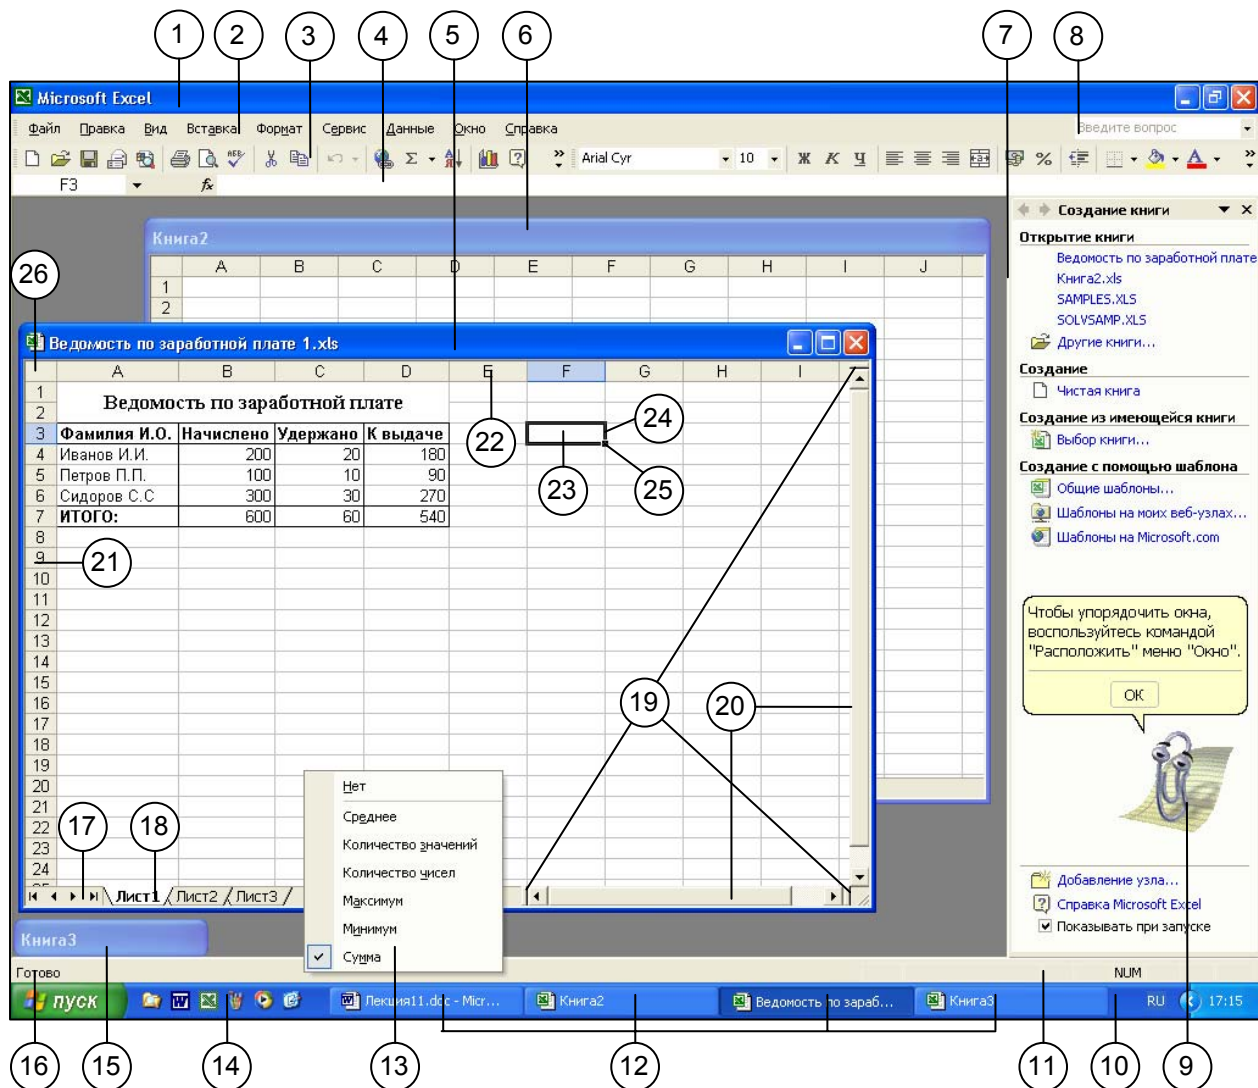 1 2 3 4 5 6 7 8
Microsoft Excel
Файл Правка Вид Вставка Формат Сервис Данные Окно Справка
Введите вопрос
Arial Cyr 10 Ж К Ч %
F3 fx
Создание книги
Открытие книги
Ведомость по заработной плате
Книга2.xls
SAMPLES.XLS
SOLVSAMP.XLS
Другие книги...
Создание
Чистая книга
Создание из имеющейся книги
Выбор книги...
Создание с помощью шаблона
Общие шаблоны...
Шаблоны на моих веб-узлах...
Шаблоны на Microsoft.com
Чтобы упорядочить окна,
воспользуйтесь командой
"Расположить" меню "Окно".
ОК
Добавление узла...
Справка Microsoft Excel
Показывать при запуске
Книга2
A B C D E F G H I J
1
2
26
Ведомость по заработной плате 1.xls
A B C D E F G H I
1
2 Ведомость по заработной плате
3 Фамилия И.О. Начислено Удержано К выдаче
4 Иванов И.И. 200 20 180
5 Петров П.П. 100 10 90
6 Сидоров С.С 300 30 270
7 ИТОГО: 600 60 540
8
9
10
11
12
13
14
15
16
17
18
19
20
21
22
23
24
22 23 24 25
21
19 20
17 18
Нет
Среднее
Количество значений
Количество чисел
Максимум
Минимум
Сумма
Лист1 Лист2 Лист3
Книга3
Готово NUM
пуск Лекция11.doc - Micr... Книга2 Ведомость по зараб... Книга3 RU 17:15
16 15 14 13 12 11 10 9